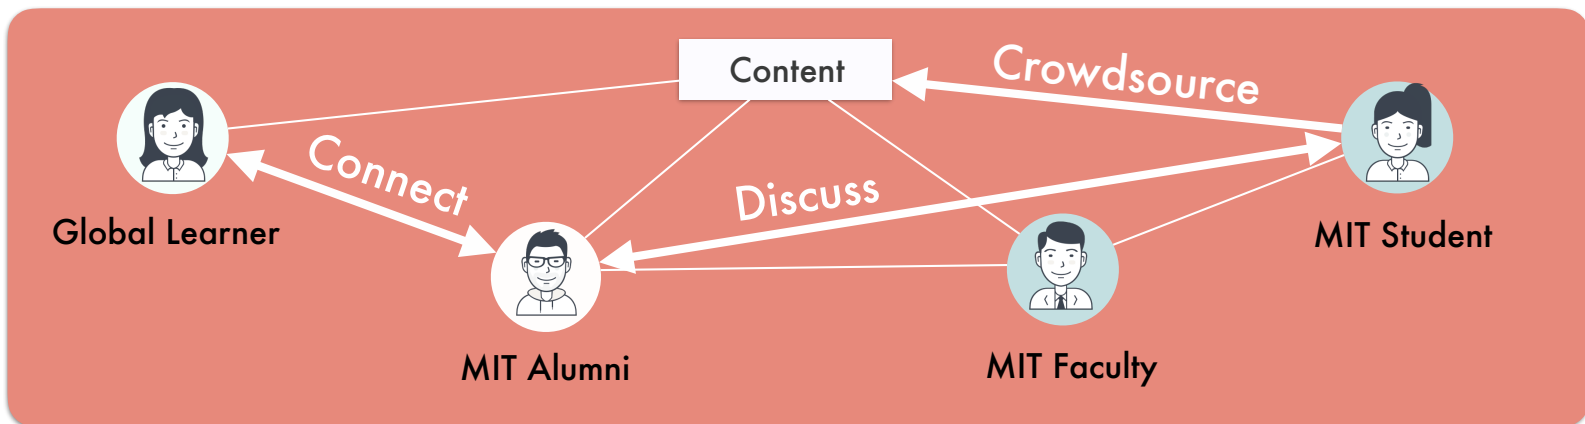 Content
Crowdsource
Connect
Discuss
Global Learner
MIT Student
MIT Alumni
MIT Faculty